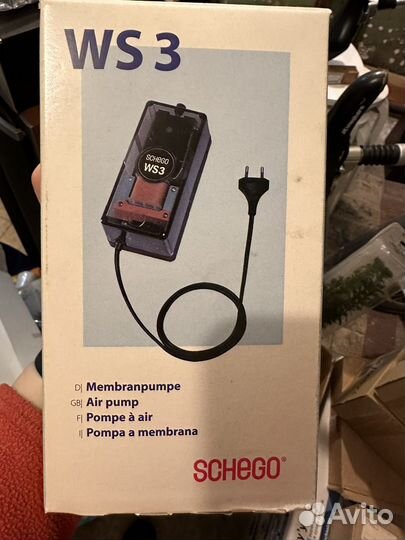 WS 3
SCHEGO
WS3
D| Membranpumpe
GB| Air pump
F| Pompe à air
I| Pompa a membrana
SCHEGO®
Avito